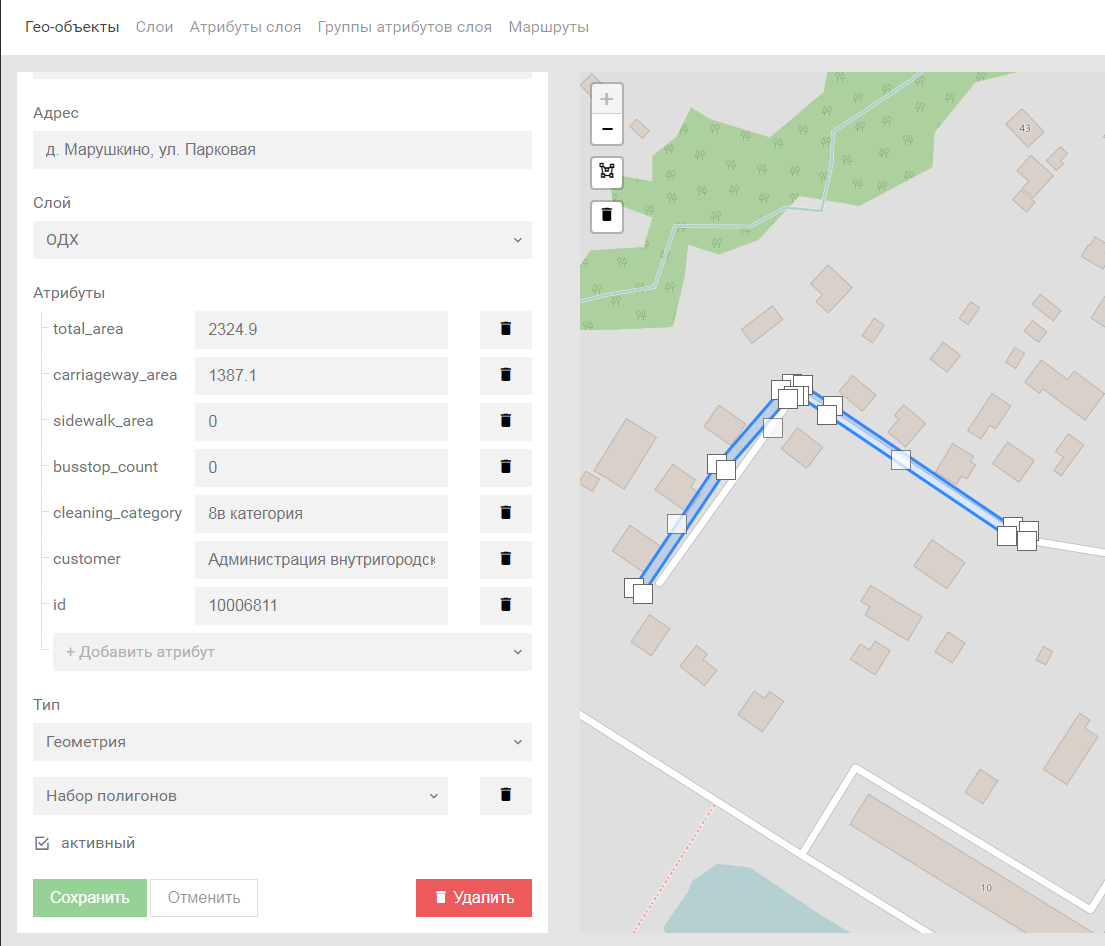 Гео-объекты Слои Атрибуты слоя Группы атрибутов слоя Маршруты
Адрес
д. Марушкино, ул. Парковая
Слой
ОДХ
Атрибуты
total_area 2324.9
carriageway_area 1387.1
sidewalk_area 0
busstop_count 0
cleaning_category 8в категория
customer Администрация внутригородск
id 10006811
+ Добавить атрибут
Тип
Геометрия
Набор полигонов
активный
Сохранить Отменить Удалить
+
−
43
10